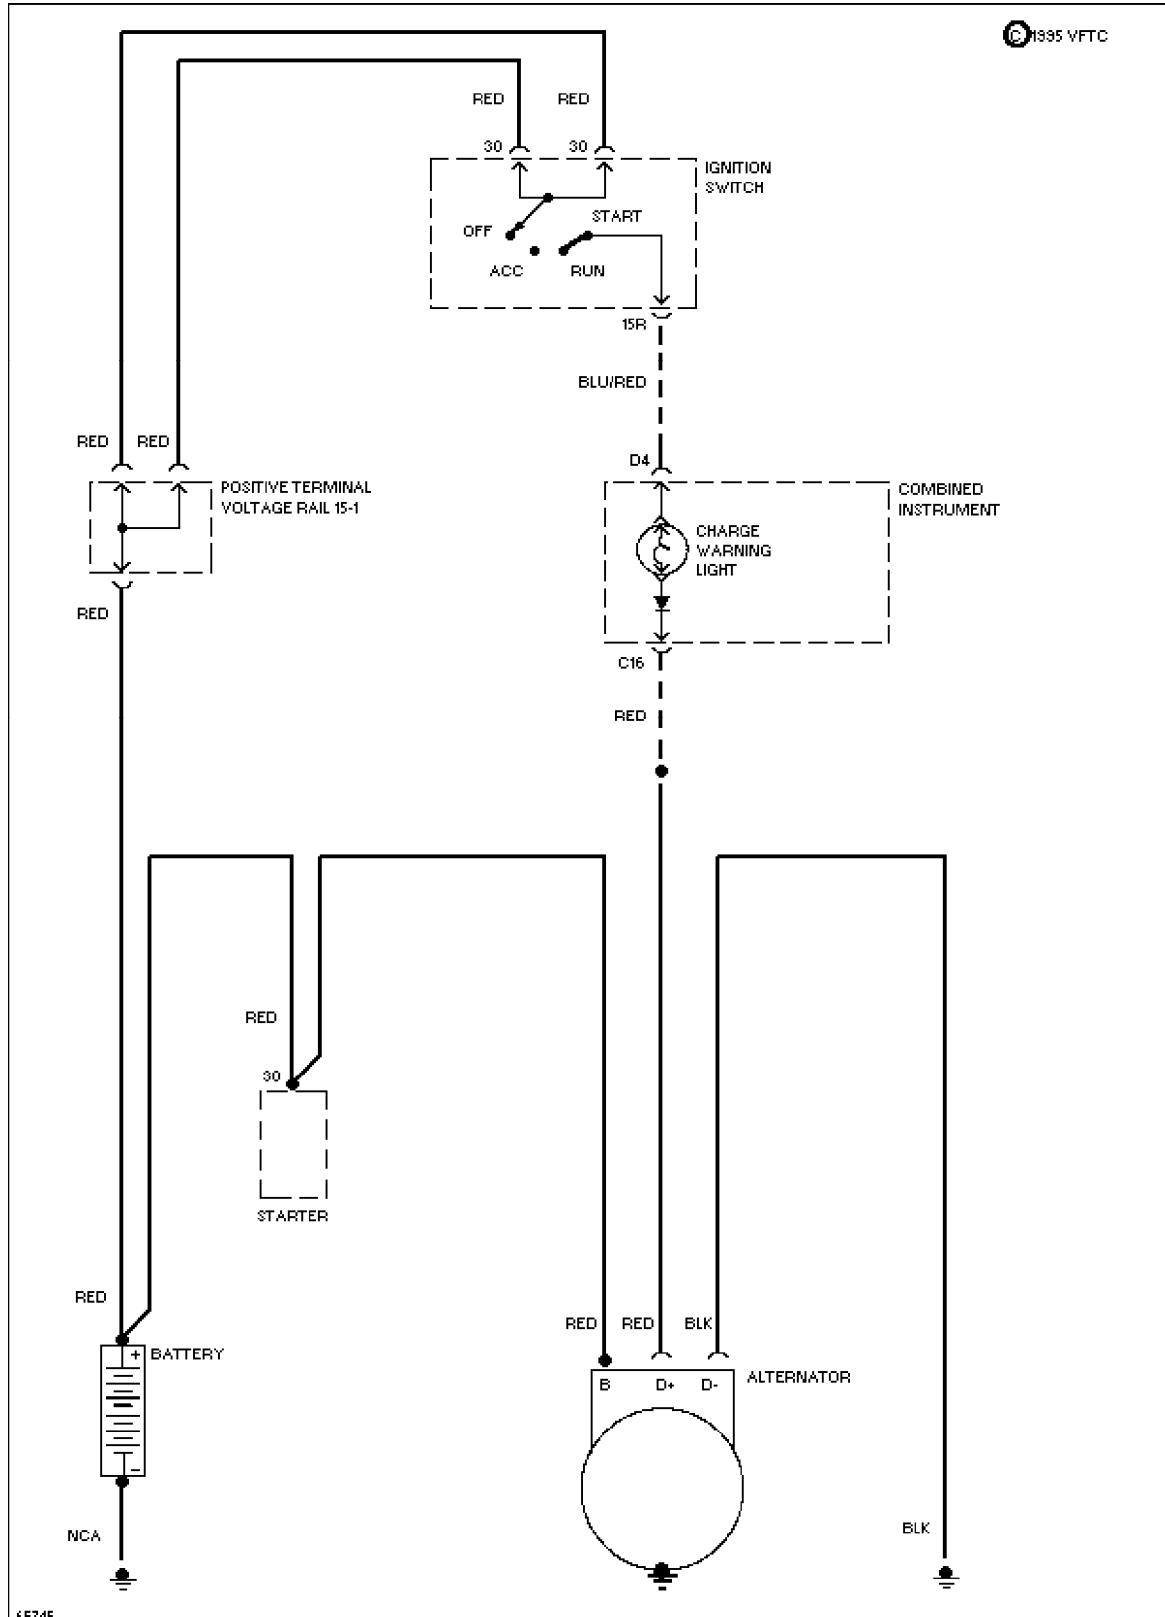 © 1995 VFTC
RED RED
30 30
IGNITION
SWITCH
START
OFF
ACC RUN
15R
BLU/RED
RED RED
D4
POSITIVE TERMINAL
VOLTAGE RAIL 15-1
COMBINED
INSTRUMENT
CHARGE
WARNING
LIGHT
RED
C16
RED
RED
30
STARTER
RED
RED RED BLK
+ BATTERY
B D+ D-
ALTERNATOR
-
NCA
BLK